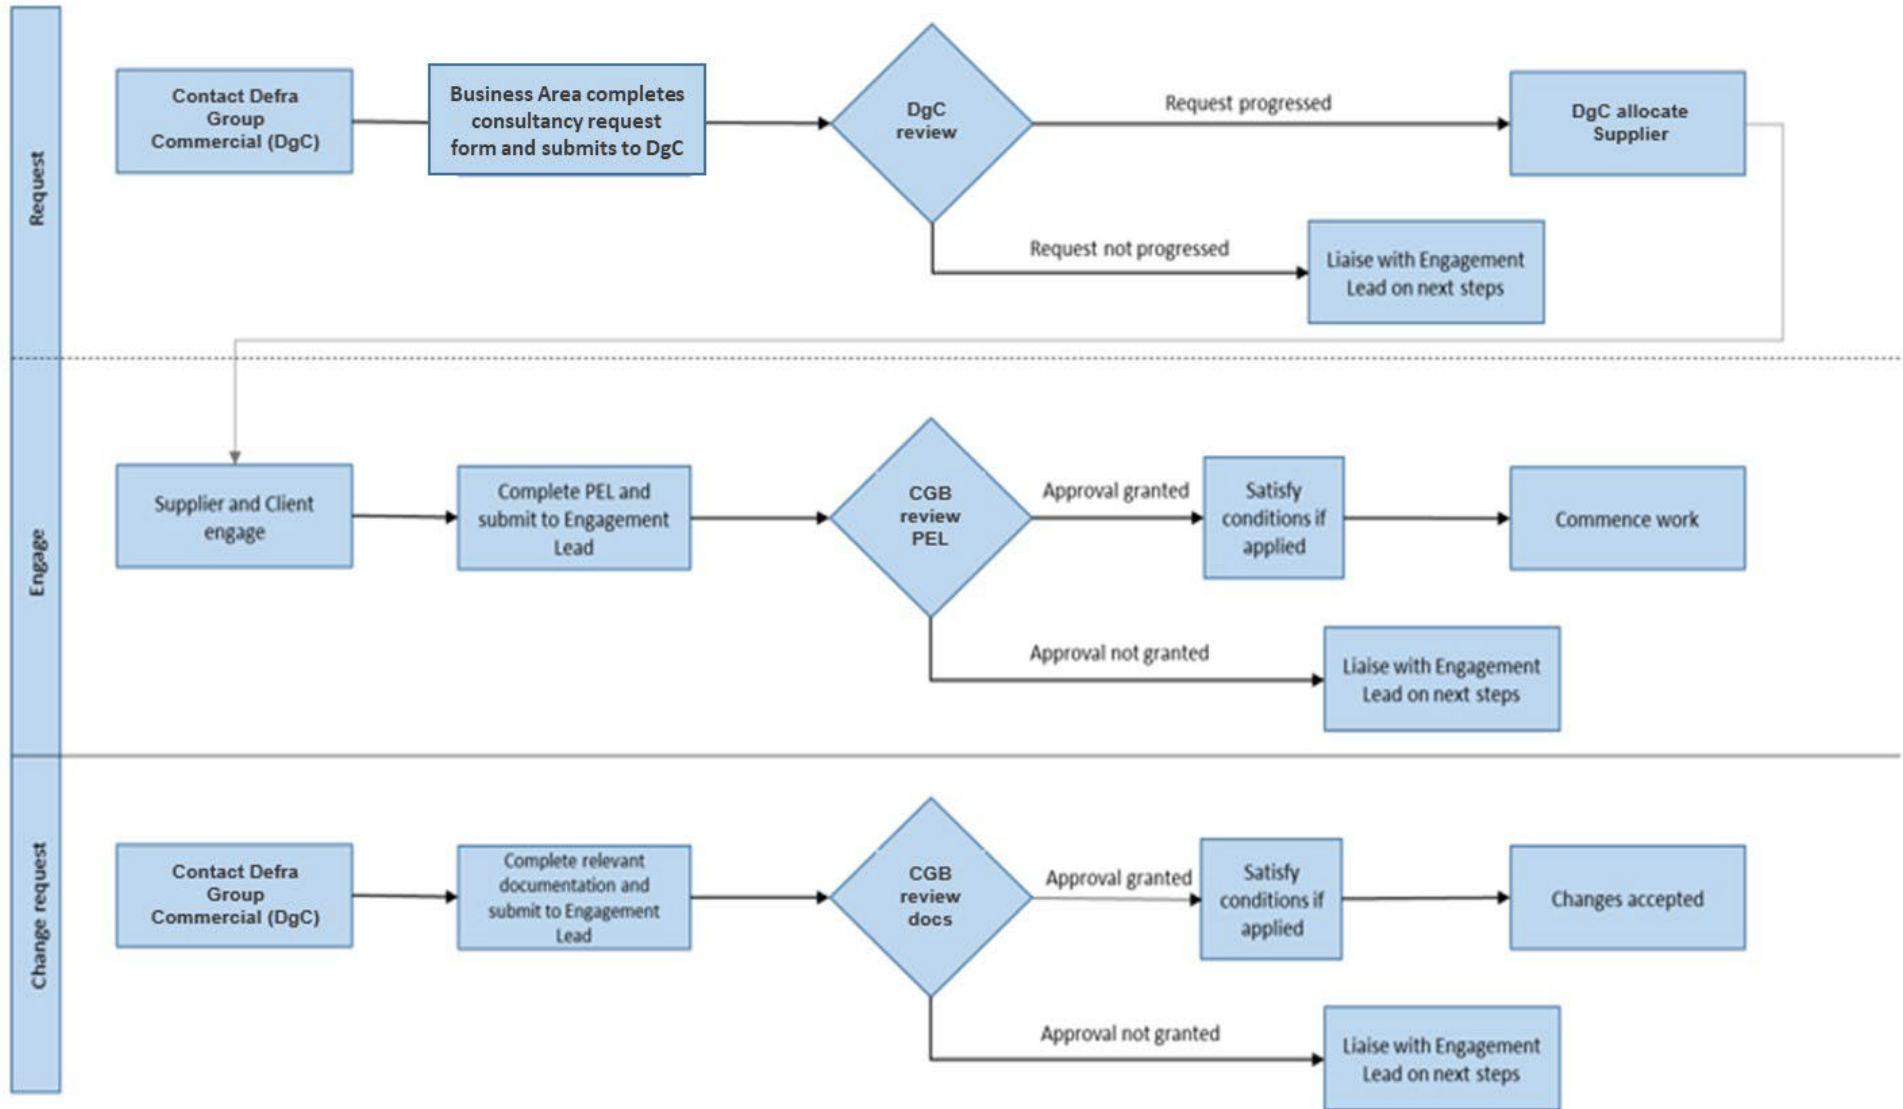 Request
Contact Defra
Group
Commercial (DgC)
Business Area completes
consultancy request
form and submits to DgC
DgC
review
Request progressed
DgC allocate
Supplier
Request not progressed
Liaise with Engagement
Lead on next steps
Engage
Supplier and Client
engage
Complete PEL and
submit to Engagement
Lead
CGB
review
PEL
Approval granted
Satisfy
conditions if
applied
Commence work
Approval not granted
Liaise with Engagement
Lead on next steps
Change request
Contact Defra
Group
Commercial (DgC)
Complete relevant
documentation and
submit to Engagement
Lead
CGB
review
docs
Approval granted
Satisfy
conditions if
applied
Changes accepted
Approval not granted
Liaise with Engagement
Lead on next steps